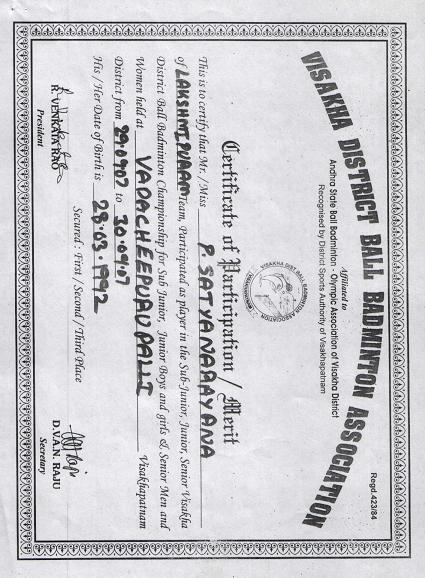 Regd.423/84
VISAKHA DISTRICT BALL BADMINTON ASSOCIATION
Affiliated to
Andhra State Ball Badminton - Olympic Association of Visakha District
Recognised by District Sports Authority of Visakhapatnam
VISAKHA DIST BALL BADMINTON ASSOCIATION
Certificate of Participation / Merit
This is to certify that Mr. /Miss P. SATYANARAYANA
of LAKSHMIPURAM Team, Participated as player in the Sub-Junior, Junior, Senior Visakha
District Ball Badminton Championship for Sub Junior, Junior Boys and girls & Senior Men and
Women held at VADACHEEPURUPALLI Visakhapatnam
District from 29.09.07 to 30.09.07
His / Her Date of Birth is 28.03.1992
Secured : First / Second / Third Place
R. VENKATA RAO
President
D.V.A.N. RAJU
Secretary